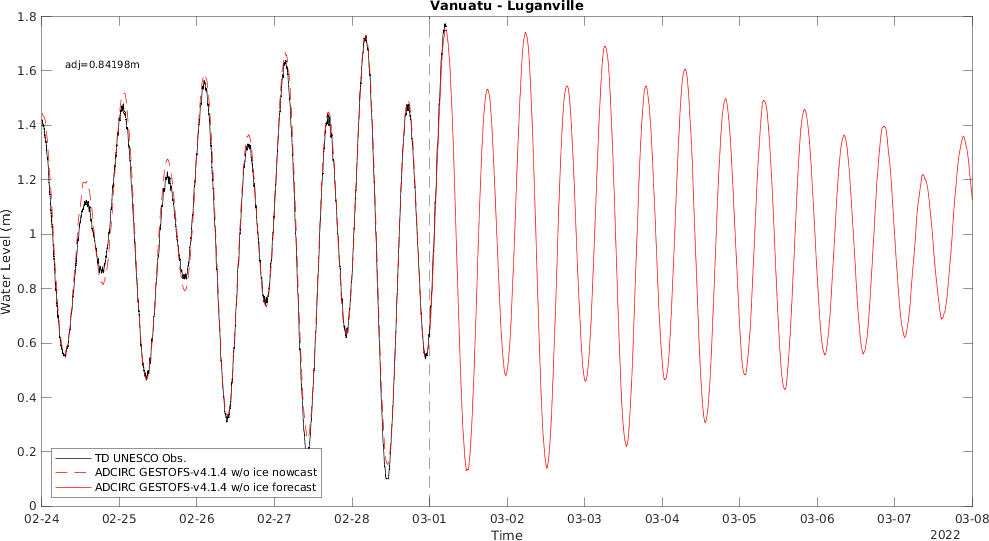 Vanuatu - Luganville
1.8
1.6
1.4
1.2
1
0.8
0.6
0.4
0.2
0
Water Level (m)
adj=0.84198m
TD UNESCO Obs.
ADCIRC GESTOFS-v4.1.4 w/o ice nowcast
ADCIRC GESTOFS-v4.1.4 w/o ice forecast
02-24 02-25 02-26 02-27 02-28 03-01 03-02 03-03 03-04 03-05 03-06 03-07 03-08
Time
2022